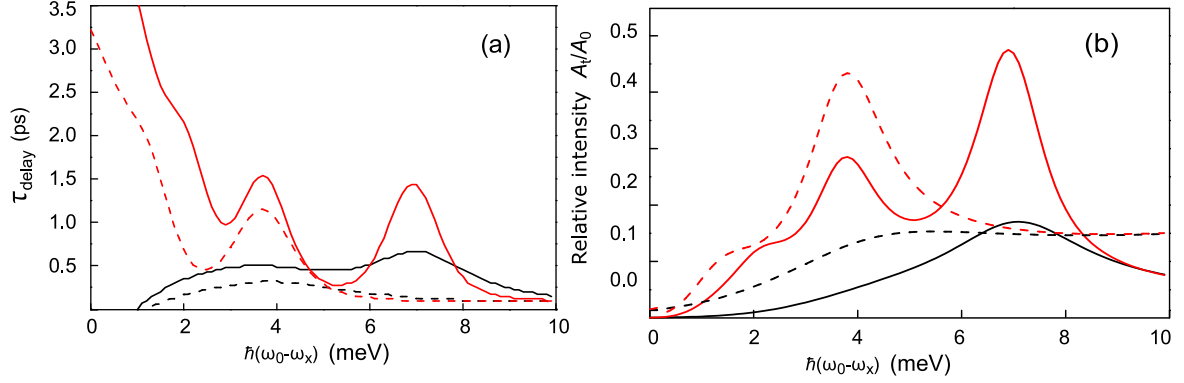 (a)
3.5
3.0
2.5
2.0
1.5
1.0
0.5
τdelay (ps)
0 2 4 6 8 10
ħ(ω₀-ωₓ) (meV)
(b)
0.5
0.4
0.3
0.2
0.1
0.0
Relative intensity Aₜ/A₀
0 2 4 6 8 10
ħ(ω₀-ωₓ) (meV)